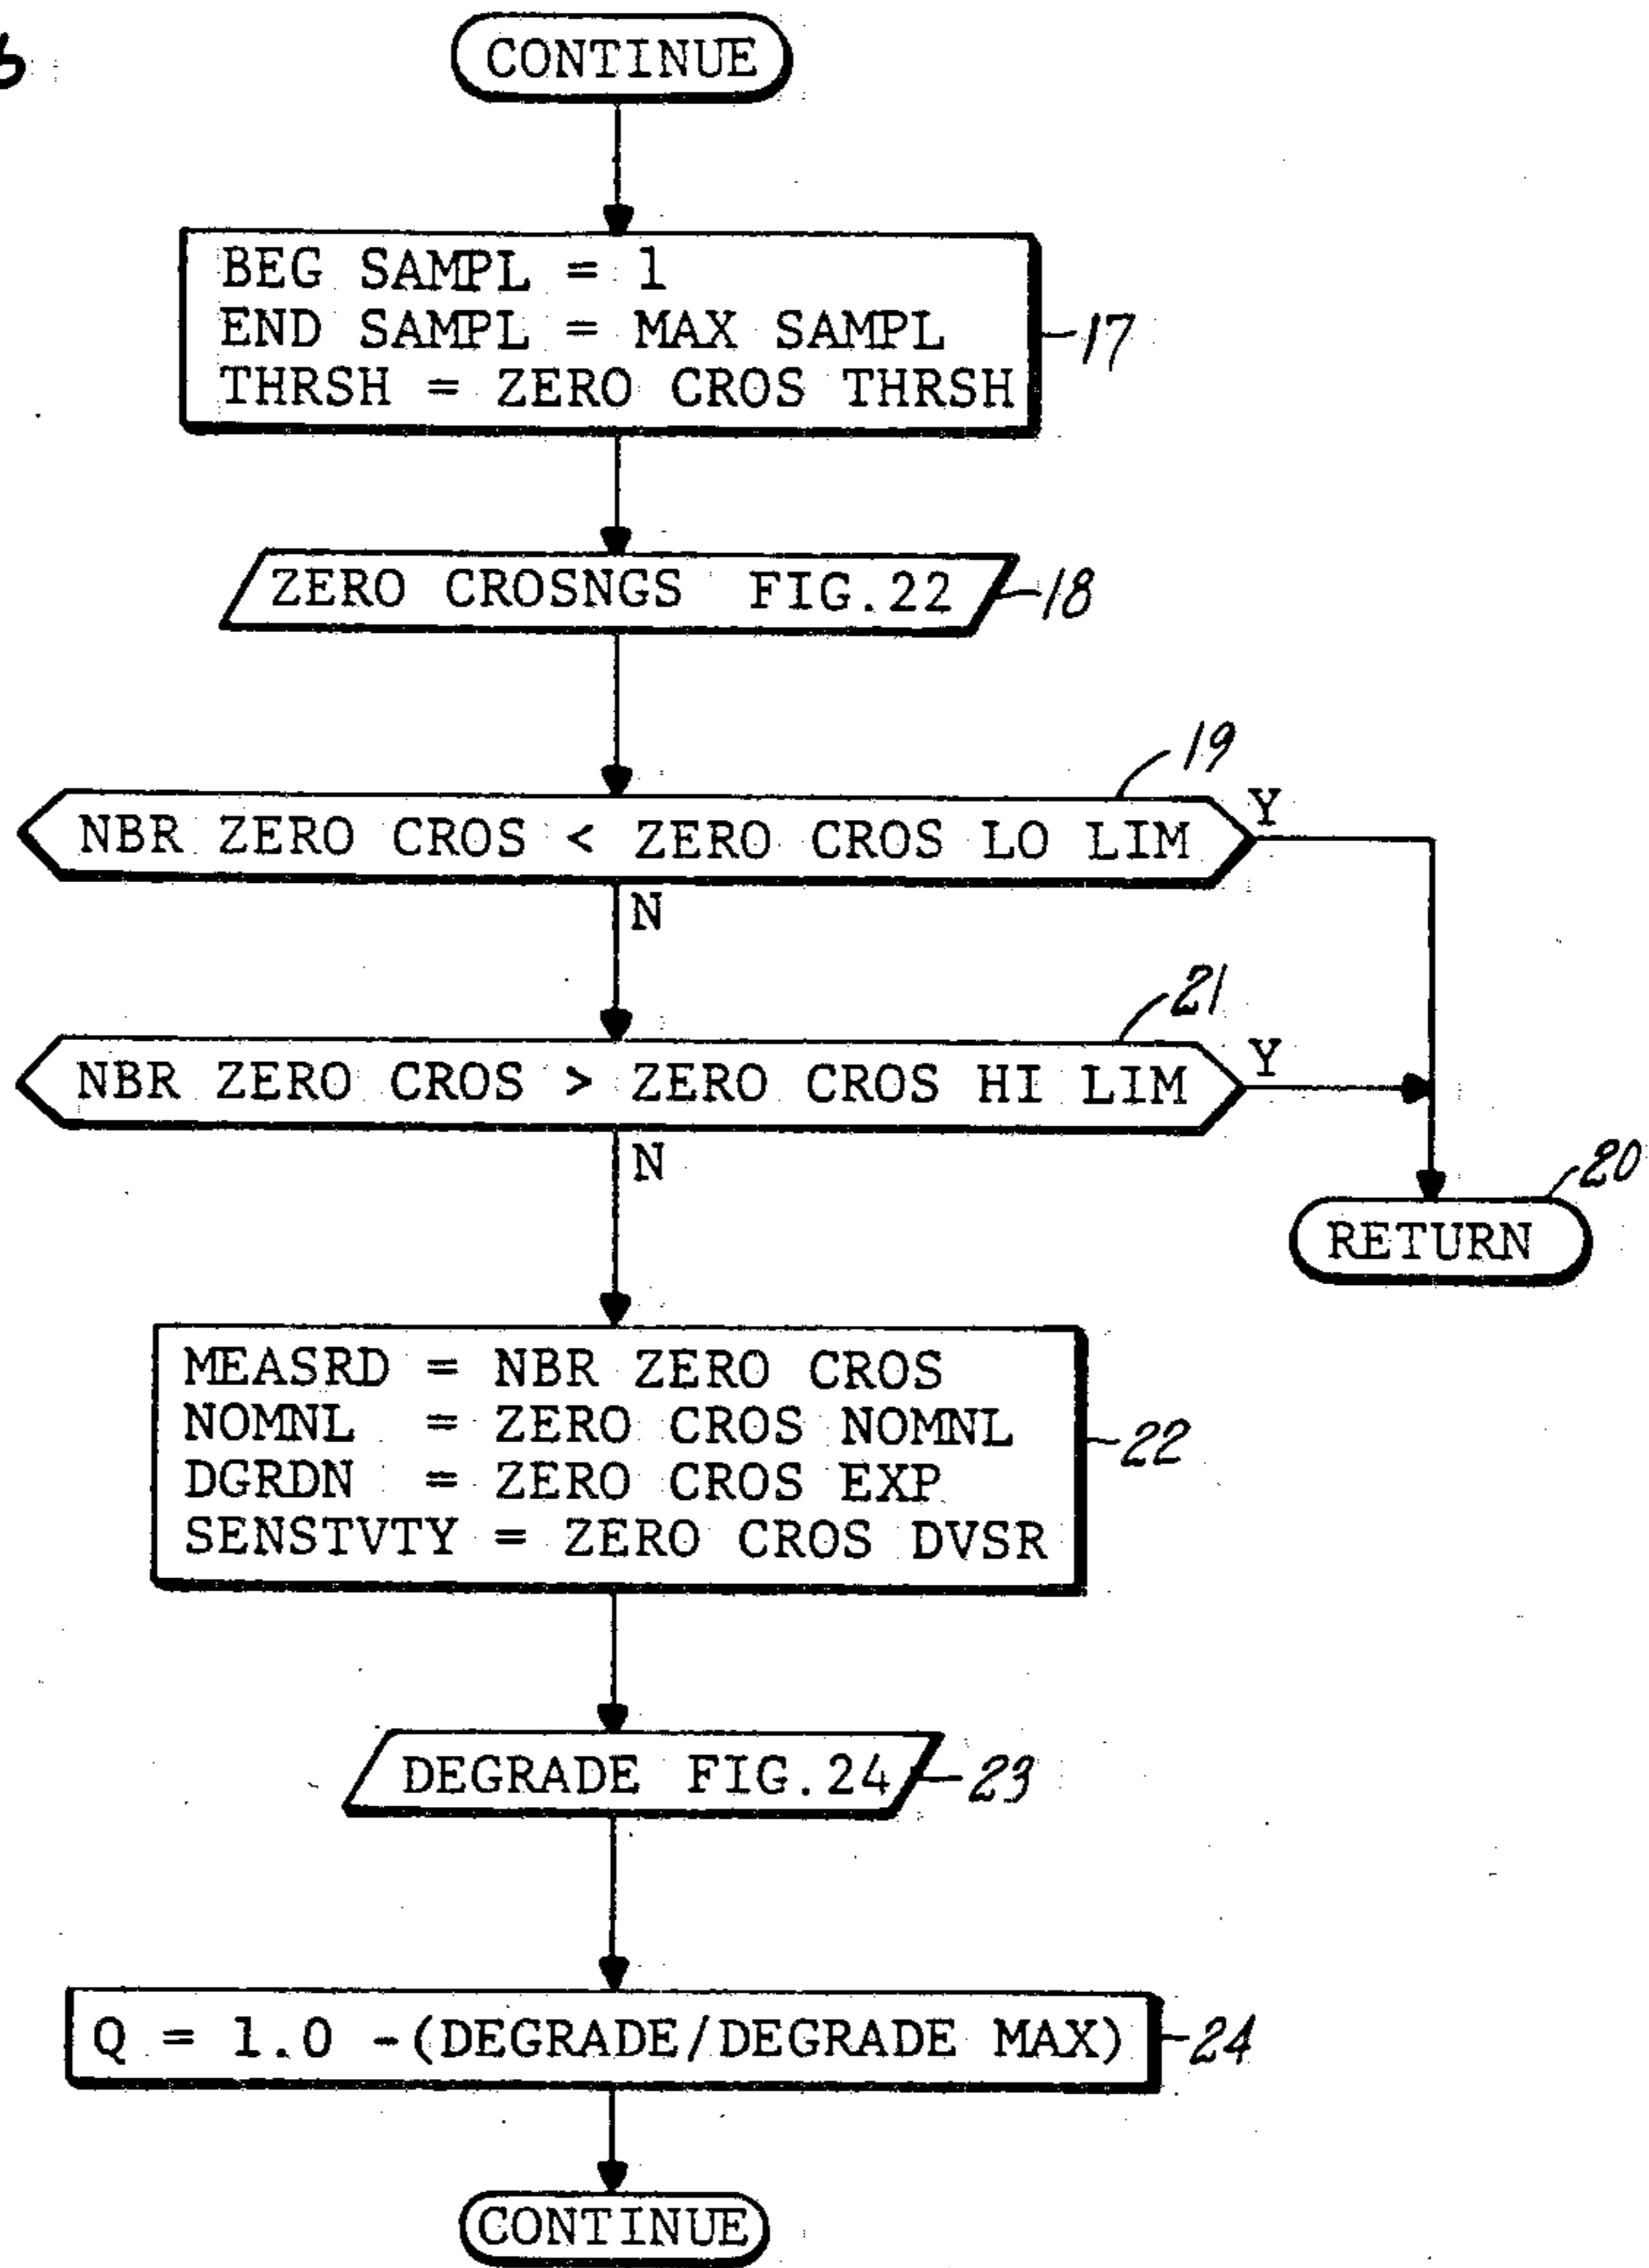 CONTINUE
BEG SAMPL = 1
END SAMPL = MAX SAMPL
THRSH = ZERO CROS THRSH
17
ZERO CROSNGS FIG.22
18
19
NBR ZERO CROS < ZERO CROS LO LIM
Y
N
21
NBR ZERO CROS > ZERO CROS HI LIM
Y
N
20
RETURN
MEASRD = NBR ZERO CROS
NOMNL = ZERO CROS NOMNL
DGRDN = ZERO CROS EXP
SENSTVTY = ZERO CROS DVSR
22
DEGRADE FIG.24
23
Q = 1.0 -(DEGRADE/DEGRADE MAX)
24
CONTINUE